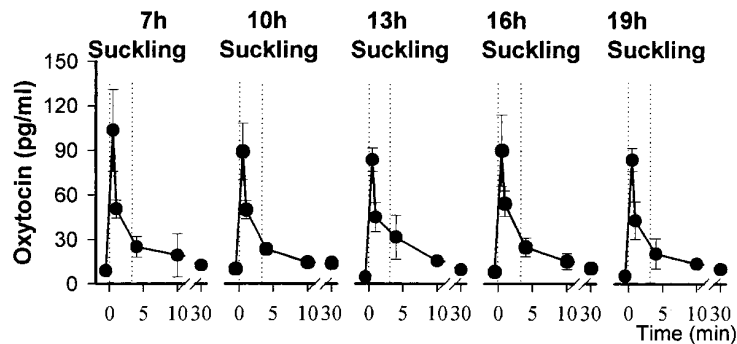 7h 10h 13h 16h 19h
Suckling Suckling Suckling Suckling Suckling
Oxytocin (pg/ml)
150
120
90
60
30
0
0 5 10 30 0 5 10 30 0 5 10 30 0 5 10 30 0 5 10 30
Time (min)